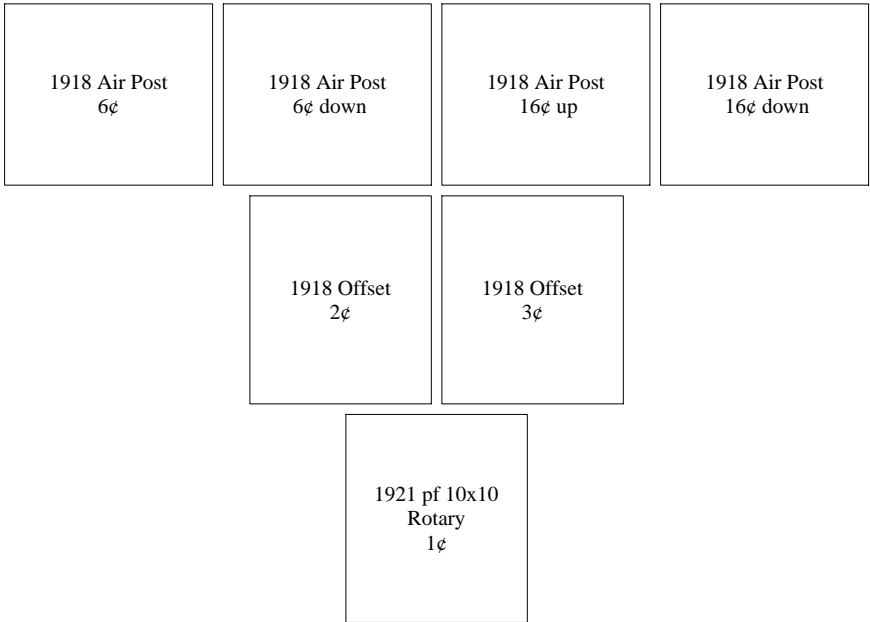 1918 Air Post
6¢
1918 Air Post
6¢ down
1918 Air Post
16¢ up
1918 Air Post
16¢ down
1918 Offset
2¢
1918 Offset
3¢
1921 pf 10x10
Rotary
1¢